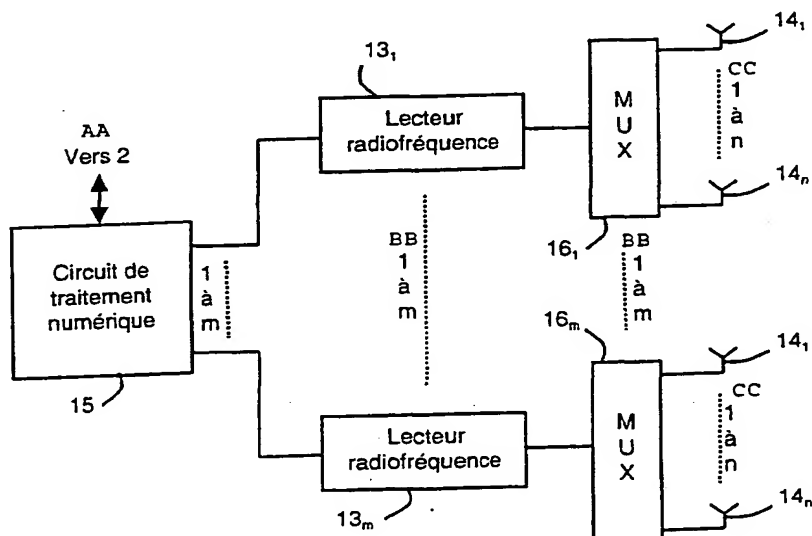 14₁
13₁
CC
1
à
n
Lecteur
radiofréquence
M
U
X
AA
Vers 2
14ₙ
BB
1
à
m
16₁
BB
1
à
m
Circuit de
traitement
numérique
1
à
m
16ₘ
14₁
15
CC
1
à
n
Lecteur
radiofréquence
M
U
X
13ₘ
14ₙ